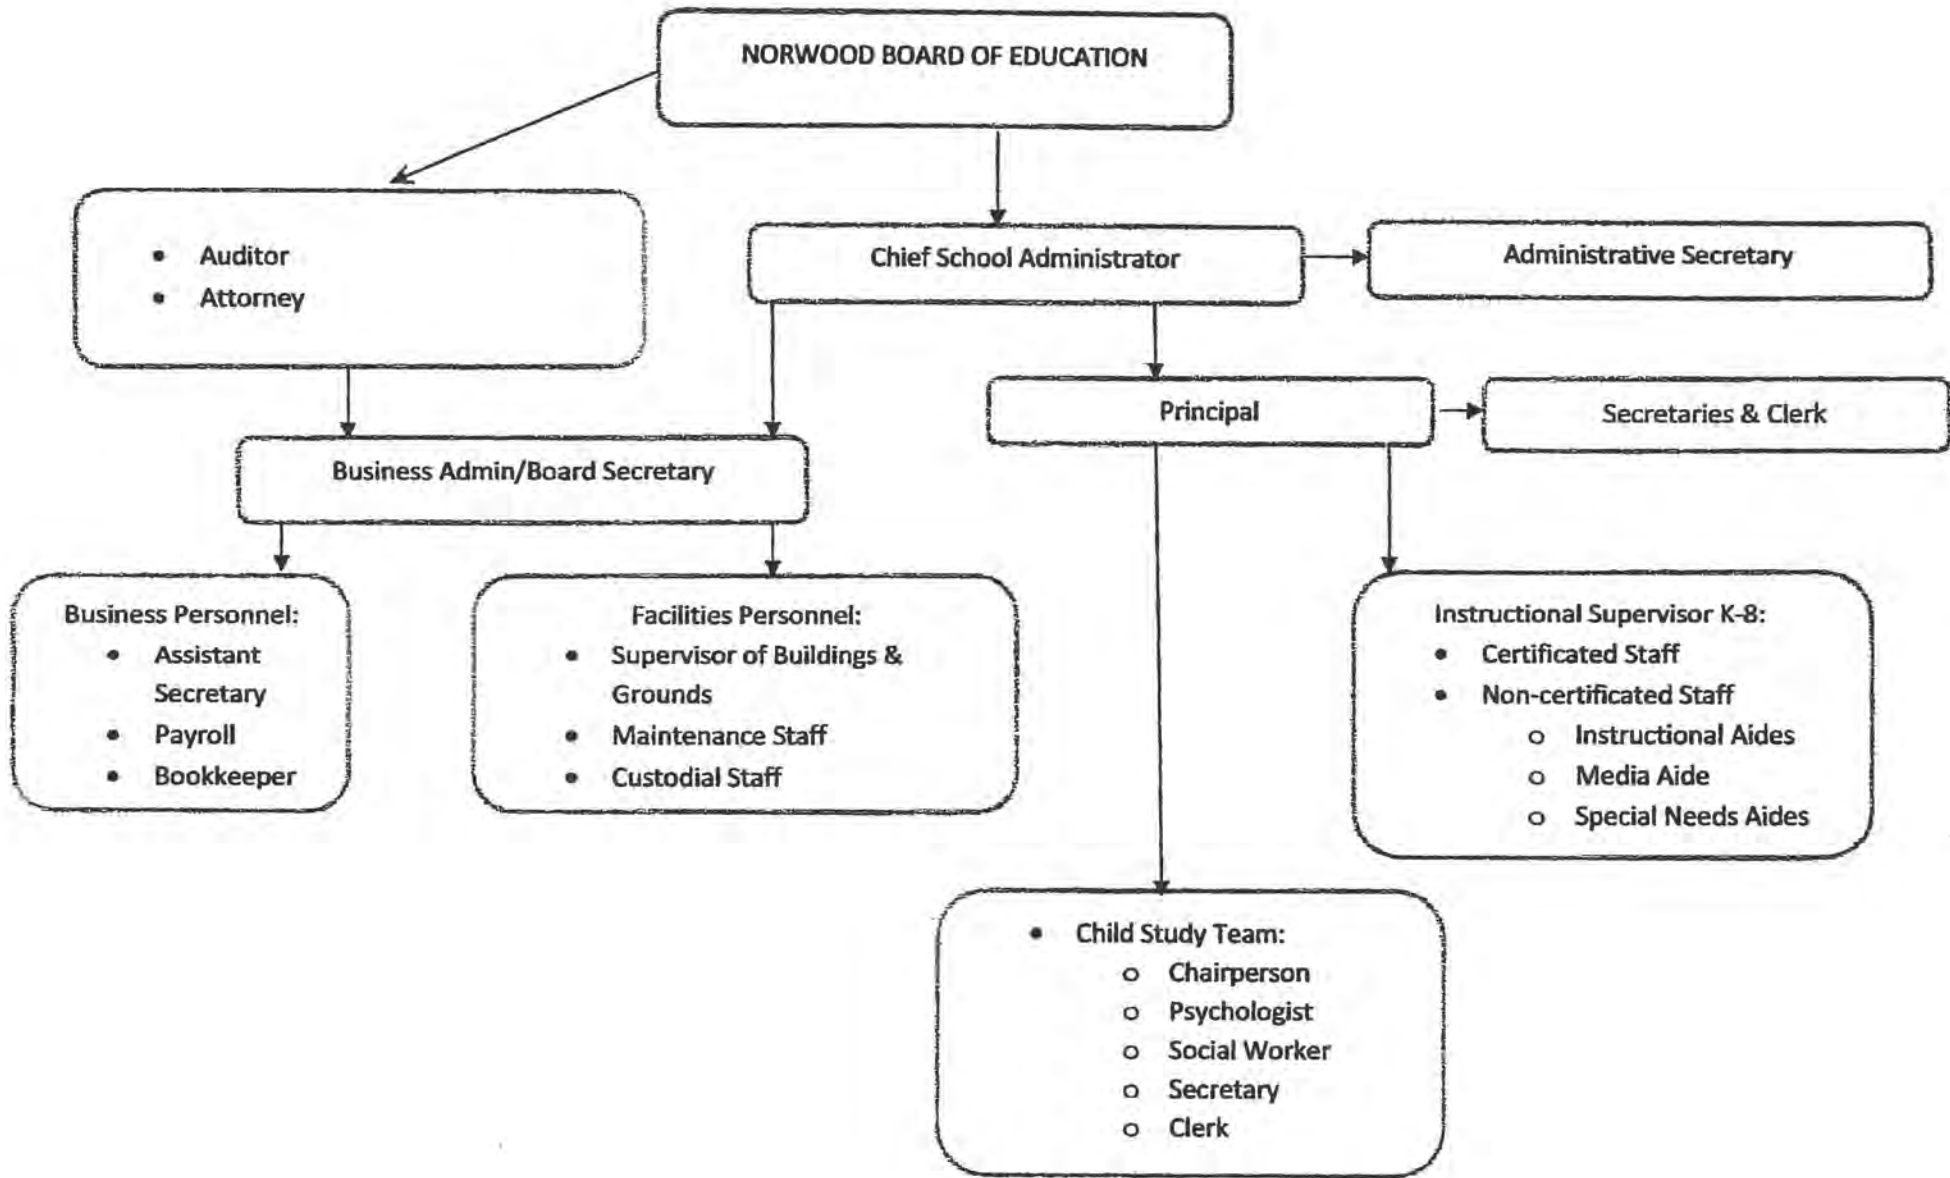 NORWOOD BOARD OF EDUCATION
• Auditor
• Attorney
Chief School Administrator
Administrative Secretary
Principal
Secretaries & Clerk
Business Admin/Board Secretary
Business Personnel:
• Assistant
Secretary
• Payroll
• Bookkeeper
Facilities Personnel:
• Supervisor of Buildings &
Grounds
• Maintenance Staff
• Custodial Staff
Instructional Supervisor K-8:
• Certificated Staff
• Non-certificated Staff
o Instructional Aides
o Media Aide
o Special Needs Aides
• Child Study Team:
o Chairperson
o Psychologist
o Social Worker
o Secretary
o Clerk